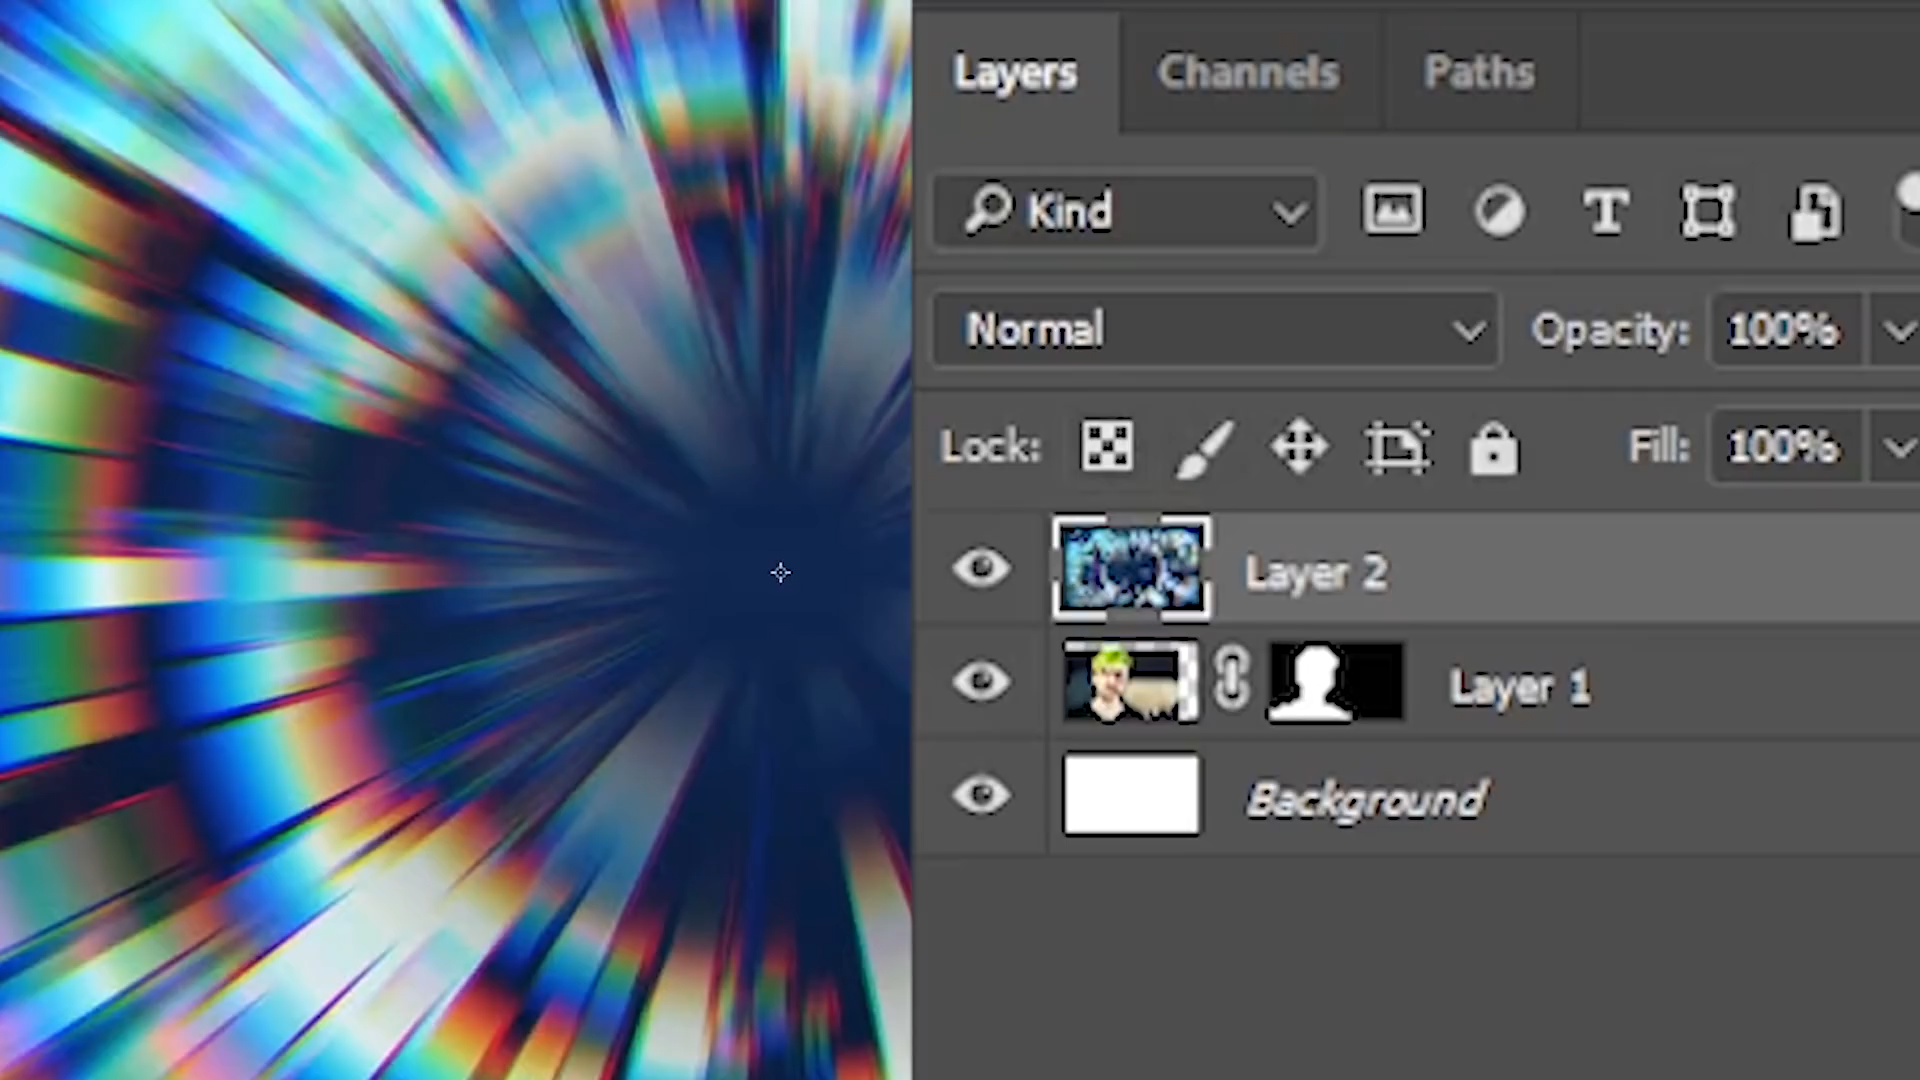 Layers Channels Paths
Kind
Normal Opacity: 100%
Lock: Fill: 100%
Layer 2
Layer 1
Background